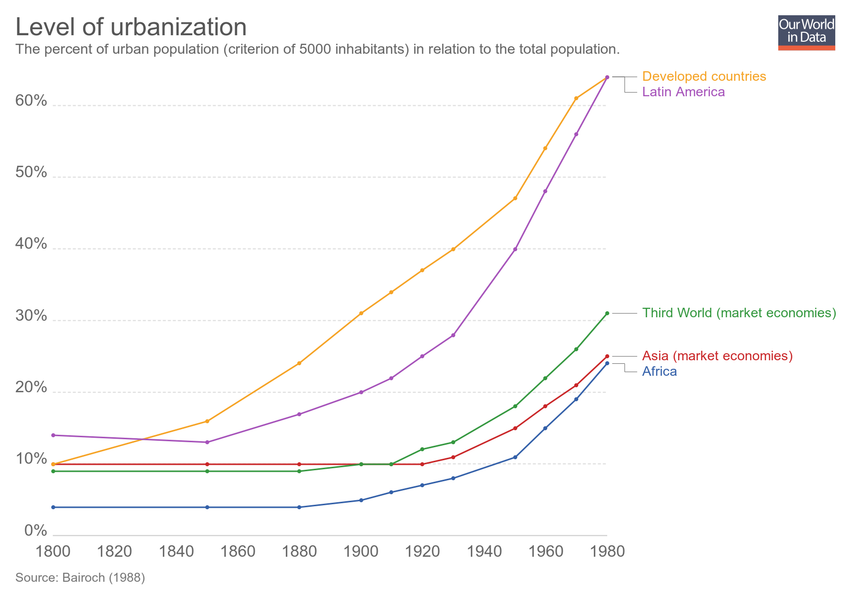 Level of urbanization
The percent of urban population (criterion of 5000 inhabitants) in relation to the total population.
Our World
in Data
Developed countries
Latin America
60%
50%
40%
30%
Third World (market economies)
Asia (market economies)
Africa
20%
10%
0%
1800 1820 1840 1860 1880 1900 1920 1940 1960 1980
Source: Bairoch (1988)